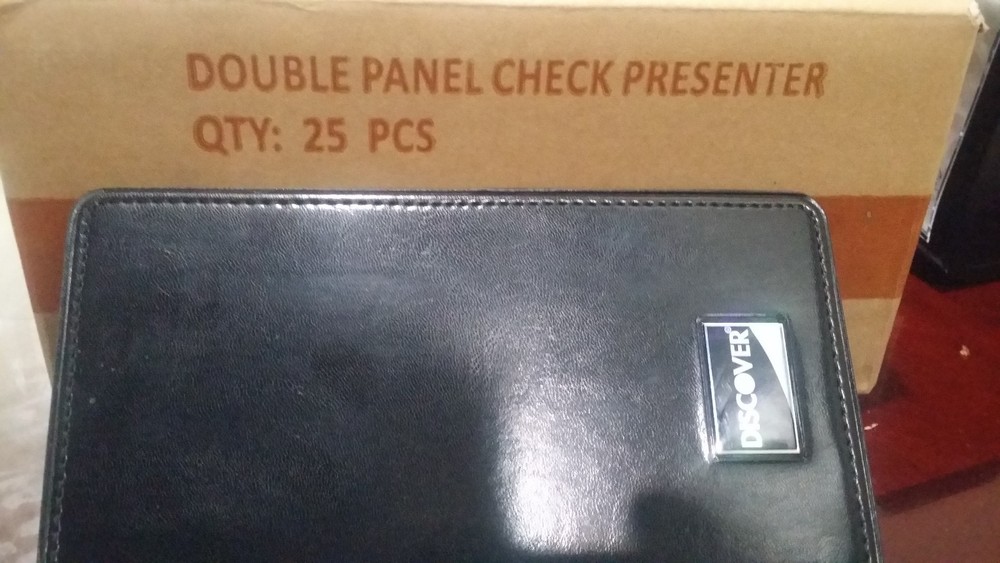 DOUBLE PANEL CHECK PRESENTER
QTY: 25 PCS
DISCOVER®